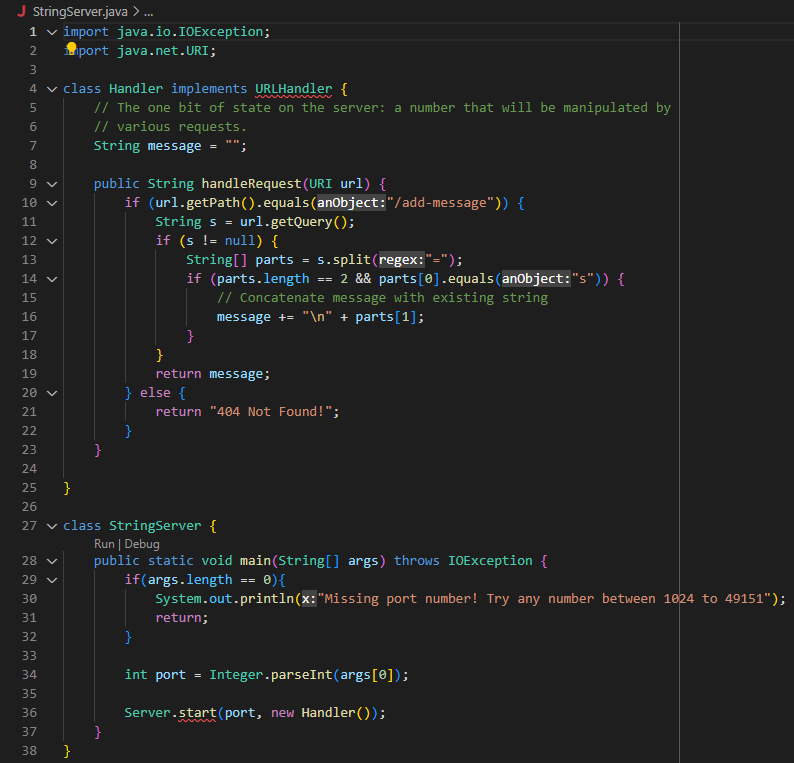 J StringServer.java > ...
1 import java.io.IOException;
2 import java.net.URI;
3
4 class Handler implements URLHandler {
5 // The one bit of state on the server: a number that will be manipulated by
6 // various requests.
7 String message = "";
8
9 public String handleRequest(URI url) {
10 if (url.getPath().equals(anObject:"/add-message")) {
11 String s = url.getQuery();
12 if (s != null) {
13 String[] parts = s.split(regex:"=");
14 if (parts.length == 2 && parts[0].equals(anObject:"s")) {
15 // Concatenate message with existing string
16 message += "\n" + parts[1];
17 }
18 }
19 return message;
20 } else {
21 return "404 Not Found!";
22 }
23 }
24
25 }
26
27 class StringServer {
Run | Debug
28 public static void main(String[] args) throws IOException {
29 if(args.length == 0){
30 System.out.println(x:"Missing port number! Try any number between 1024 to 49151");
31 return;
32 }
33
34 int port = Integer.parseInt(args[0]);
35
36 Server.start(port, new Handler());
37 }
38 }